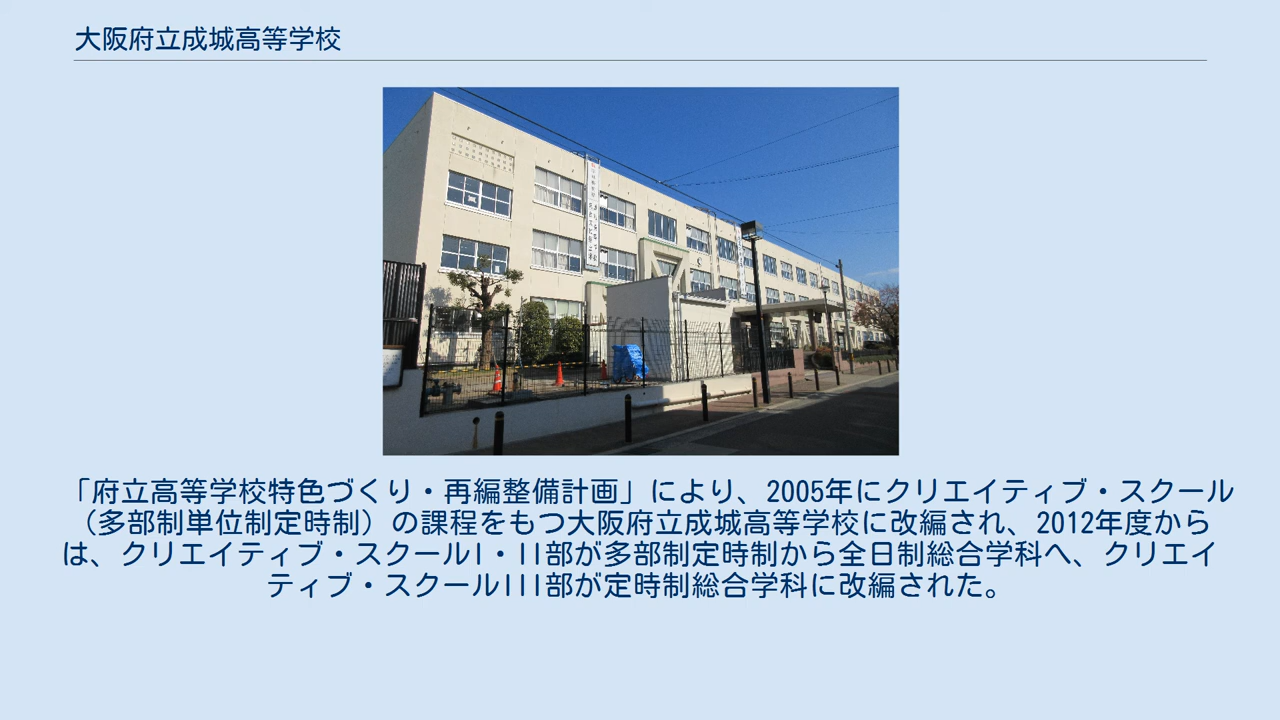 大阪府立成城高等学校
「府立高等学校特色づくり・再編整備計画」により、2005年にクリエイティブ・スクール
（多部制単位制定時制）の課程をもつ大阪府立成城高等学校に改編され、2012年度から
は、クリエイティブ・スクールI・II部が多部制定時制から全日制総合学科へ、クリエイ
ティブ・スクールIII部が定時制総合学科に改編された。